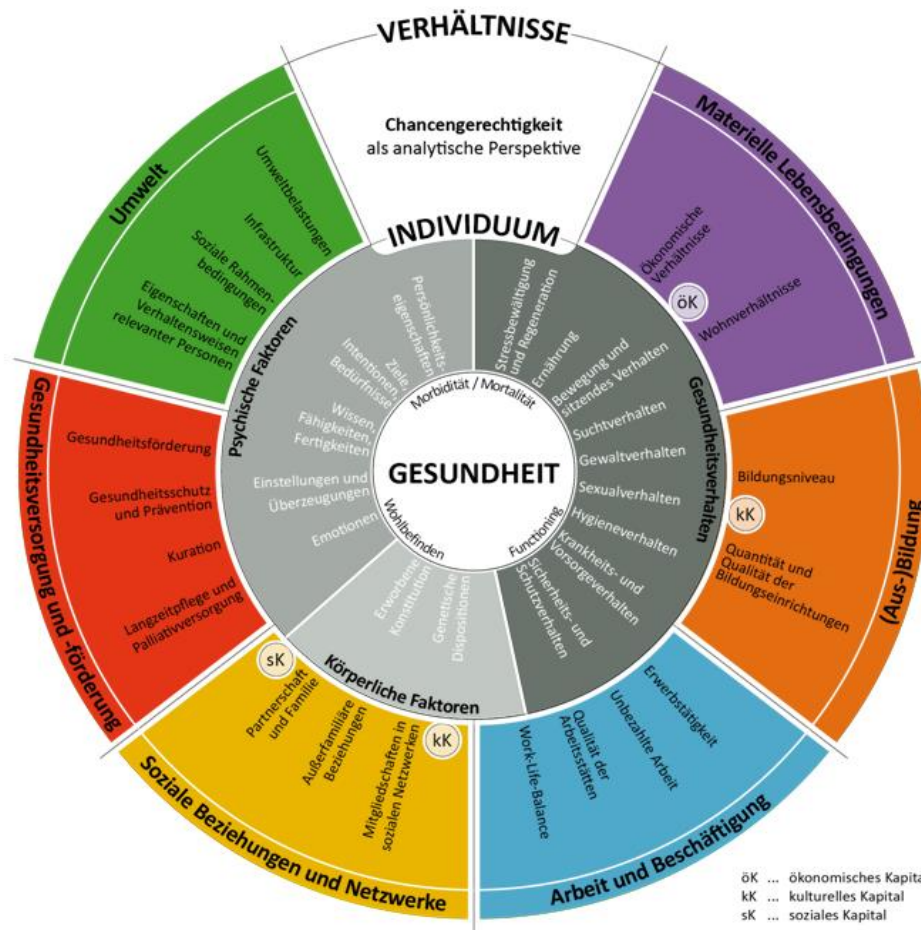 VERHÄLTNISSE
Chancengerechtigkeit
als analytische Perspektive
Materielle Lebensbedingungen
Ökonomische
Verhältnisse
öK
Wohnverhältnisse
(Aus-)Bildung
Bildungsniveau
kK
Quantität und
Qualität der
Bildungseinrichtungen
Arbeit und Beschäftigung
Erwerbstätigkeit
Unbezahlte Arbeit
Qualität der
Arbeitsstätten
Work-Life-Balance
Soziale Beziehungen und Netzwerke
kK
Mitgliedschaften in
sozialen Netzwerken
Außerfamiliäre
Beziehungen
Partnerschaft
und Familie
sK
Gesundheitsversorgung und -förderung
Gesundheitsförderung
Gesundheitsschutz
und Prävention
Kuration
Langzeitpflege und
Palliativversorgung
Umwelt
Umweltbelastungen
Infrastruktur
Soziale Rahmen-
bedingungen
Eigenschaften und
Verhaltensweisen
relevanter Personen
INDIVIDUUM
Gesundheitsverhalten
Stressbewältigung
und Regeneration
Ernährung
Bewegung und
sitzendes Verhalten
Suchtverhalten
Gewaltverhalten
Sexualverhalten
Hygieneverhalten
Krankheits- und
Vorsorgeverhalten
Sicherheits- und
Schutzverhalten
Körperliche Faktoren
Genetische
Dispositionen
Erworbene
Konstitution
Psychische Faktoren
Persönlichkeits-
eigenschaften
Ziele,
Intentionen,
Bedürfnisse
Wissen,
Fähigkeiten,
Fertigkeiten
Einstellungen und
Überzeugungen
Emotionen
Morbidität / Mortalität
GESUNDHEIT
Wohlbefinden
Functioning
öK ... ökonomisches Kapital
kK ... kulturelles Kapital
sK ... soziales Kapital